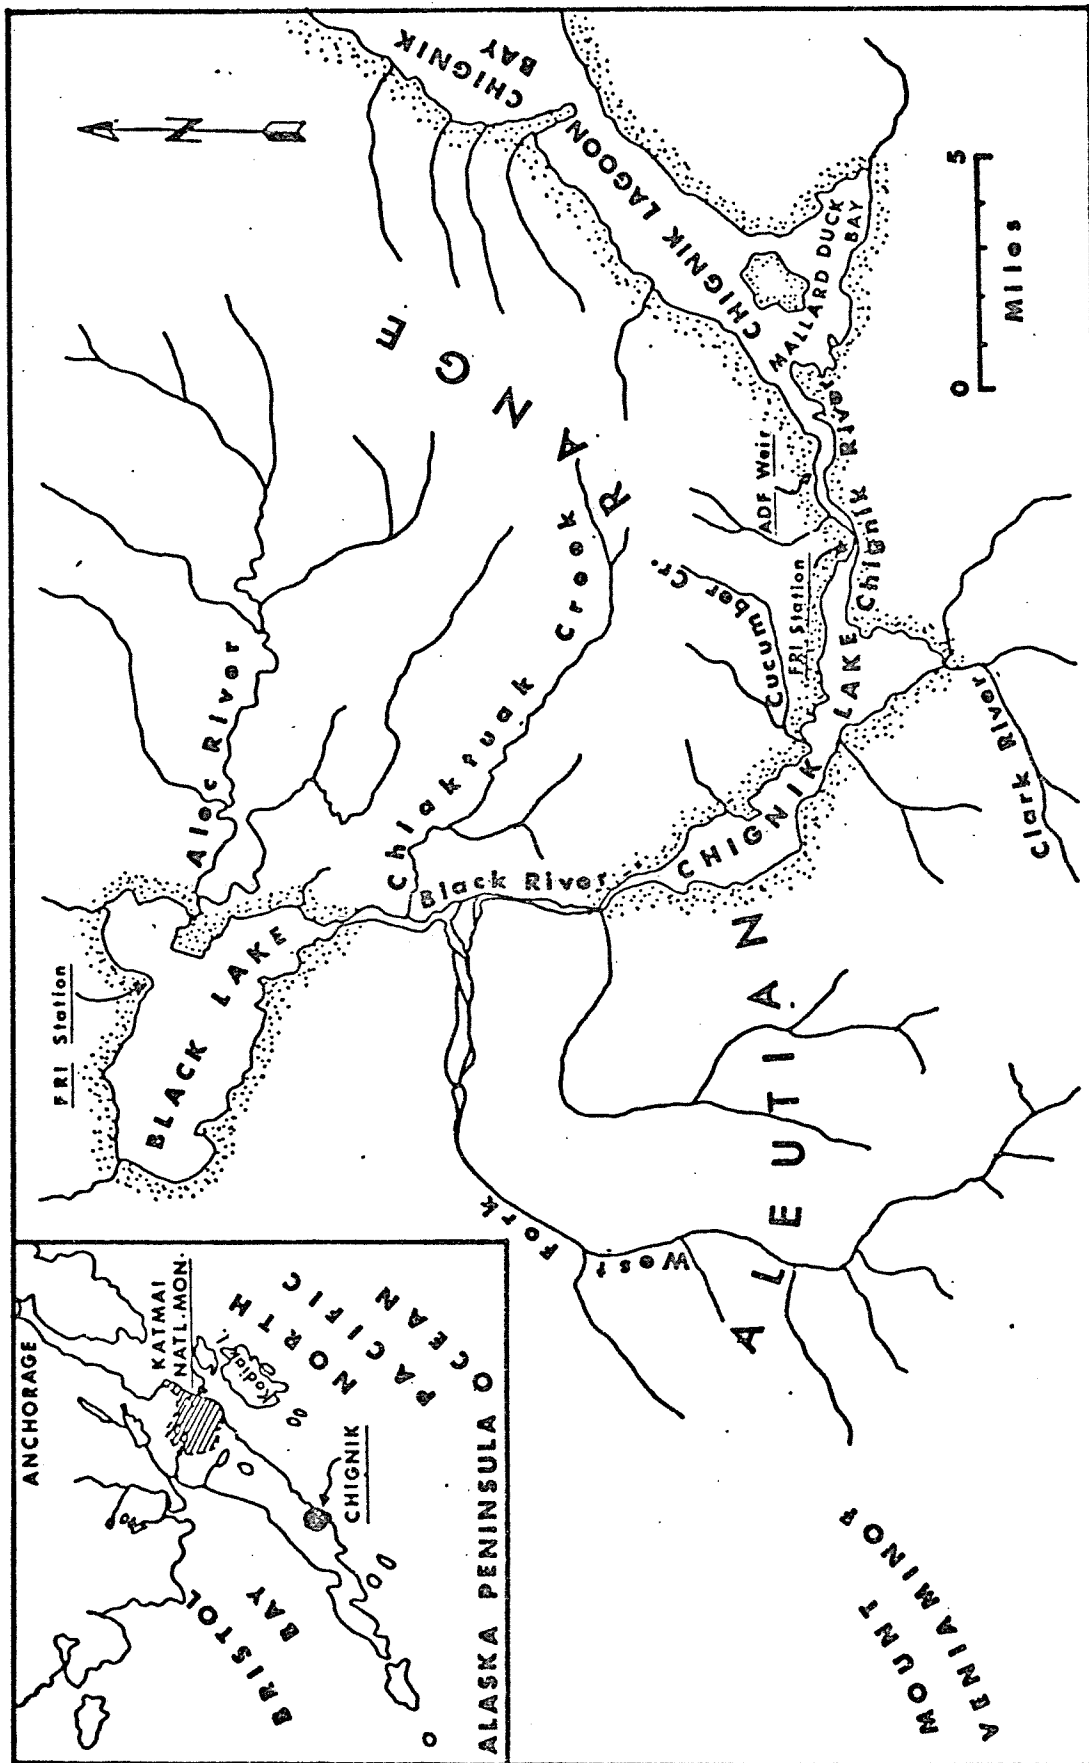 ANCHORAGE
KATMAI
NATL. MON.
Kodiak I.
BRISTOL
BAY
NORTH
PACIFIC
OCEAN
CHIGNIK
ALASKA PENINSULA
FRI Station
BLACK LAKE
Alec River
N
CHIGNIK
BAY
Chiaktuak Creek
Black River
West Fork
ALEUTIAN RANGE
CHIGNIK LAGOON
MALLARD DUCK
BAY
ADF Weir
Cucumber Cr.
FRI Station
CHIGNIK LAKE
Chignik River
Clark River
MOUNT
VENIAMINOF
0 5
Miles